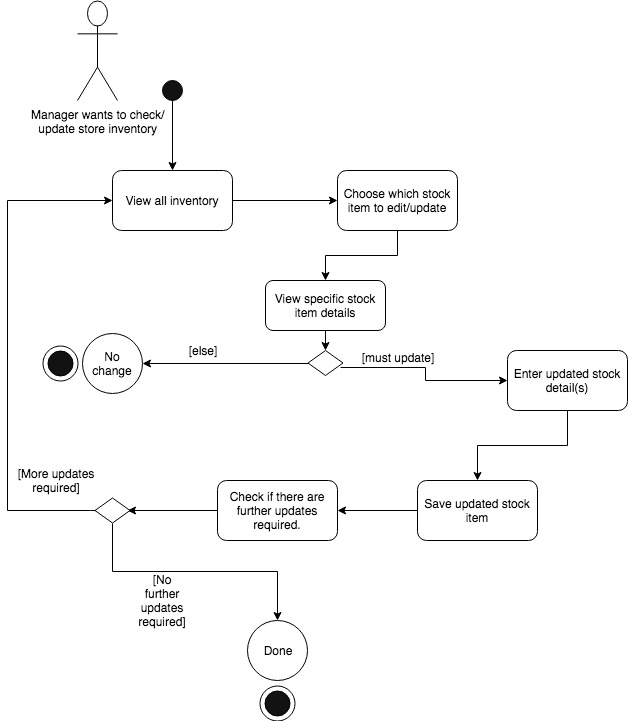 Manager wants to check/
update store inventory
View all inventory
Choose which stock
item to edit/update
View specific stock
item details
[else]
[must update]
No
change
Enter updated stock
detail(s)
[More updates
required]
Check if there are
further updates
required.
Save updated stock
item
[No
further
updates
required]
Done